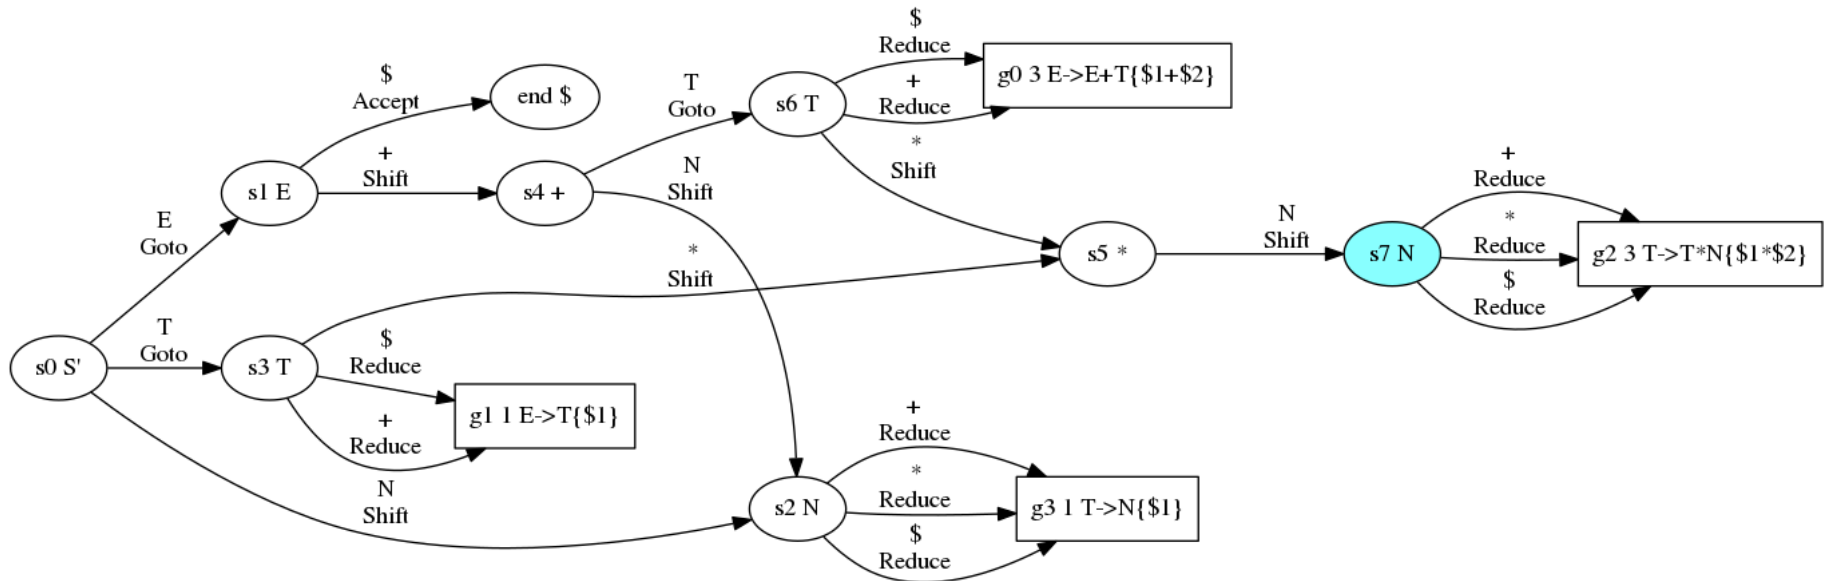 $
Reduce
g0 3 E->E+T{$1+$2}
+
Reduce
s6 T
T
Goto
$
Accept
end $
*
Shift
+
Shift
s1 E
s4 +
N
Shift
E
Goto
*
Shift
s5 *
N
Shift
s7 N
+
Reduce
*
Reduce
$
Reduce
g2 3 T->T*N{$1*$2}
s0 S'
T
Goto
s3 T
$
Reduce
+
Reduce
g1 1 E->T{$1}
N
Shift
s2 N
+
Reduce
*
Reduce
$
Reduce
g3 1 T->N{$1}